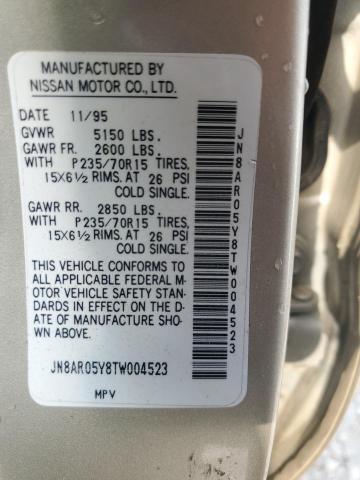 MANUFACTURED BY
NISSAN MOTOR CO., LTD.
DATE 11/95
GVWR 5150 LBS.
GAWR FR. 2600 LBS.
WITH P235/70R15 TIRES,
15X6½ RIMS, AT 26 PSI
COLD SINGLE.
GAWR RR. 2850 LBS.
WITH P235/70R15 TIRES,
15X6½ RIMS, AT 26 PSI
COLD SINGLE.
THIS VEHICLE CONFORMS TO
ALL APPLICABLE FEDERAL M-
OTOR VEHICLE SAFETY STAN-
DARDS IN EFFECT ON THE D-
ATE OF MANUFACTURE SHO-
WN ABOVE.
JN8AR05Y8TW004523
MPV
JN8AR05Y8TW004523